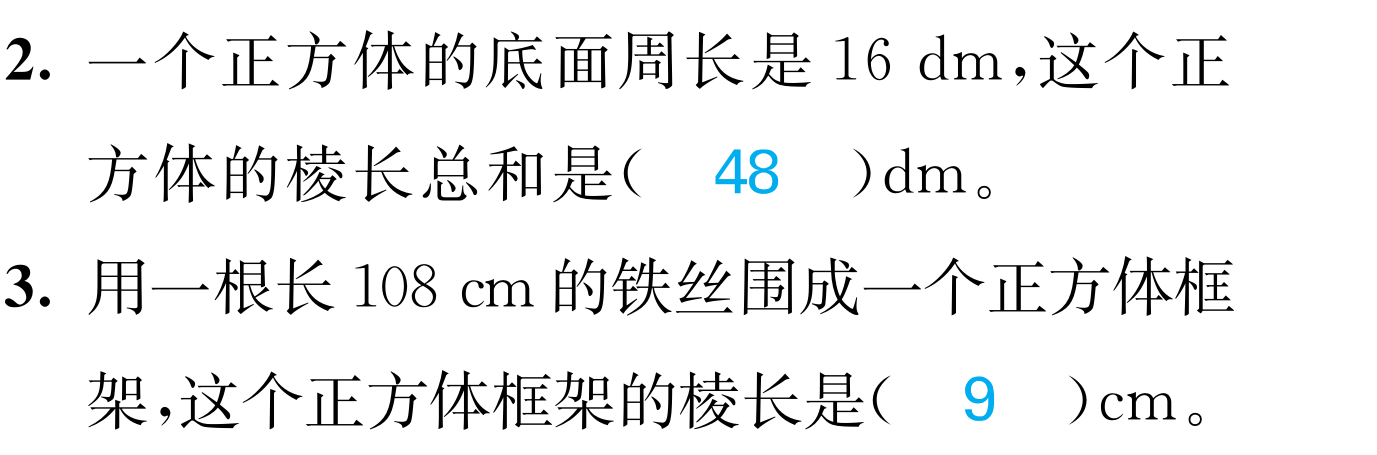 2. 一个正方体的底面周长是 16 dm,这个正
方体的棱长总和是( 48 )dm。
3. 用一根长 108 cm 的铁丝围成一个正方体框
架,这个正方体框架的棱长是( 9 )cm。